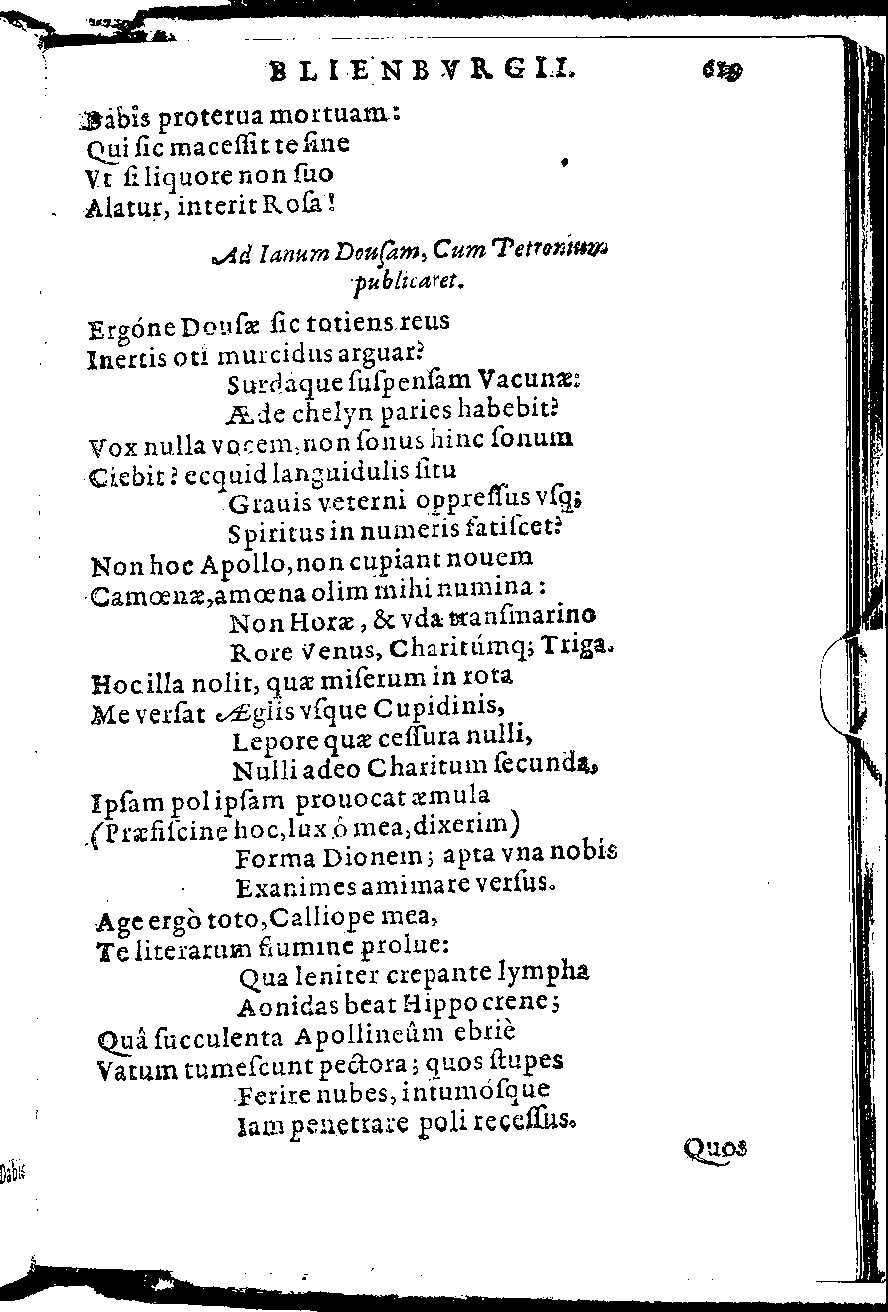 BLIENBVRGII. 619
Dabis proterua mortuam:
Qui ſic maceſſit te ſine
Vt ſi liquore non ſuo
Alatur, interit Roſa!
Ad Ianum Douſam, Cum Petronium
publicaret.
Ergóne Douſæ ſic totiens reus
Inertis otî murcidus arguar?
Surdáque ſuſpenſam Vacunæ
Æde chelyn paries habebit?
Vox nulla vocem, non ſonus hinc ſonum
Ciebit? ecquid languidulis ſitu
Grauis veterni oppreſſus vſq;
Spiritus in numeris fatiſcet?
Non hoc Apollo, non cupiant nouem
Camœnæ, amœna olim mihi numina:
Non Horæ, & vda tranſmarino
Rore Venus, Charitúmq; Triga.
Hoc illa nolit, quæ miſerum in rota
Me verſat Æglis vſque Cupidinis,
Lepore quæ ceſſura nulli,
Nulli adeo Charitum ſecunda,
Ipſam pol ipſam prouocat æmula
(Præfiſcine hoc, lux ô mea, dixerim)
Forma Dionem; apta vna nobis
Exanimes amimare verſus.
Age ergò toto, Calliope mea,
Te literarum flumine prolue:
Qua leniter crepante lympha
Aonidas beat Hippocrene;
Quâ ſucculenta Apollineûm ebriè
Vatum tumeſcunt pectora; quos ſtupes
Ferire nubes, intumóſque
Iam penetrare poli receſſus.
Quos
Dabis